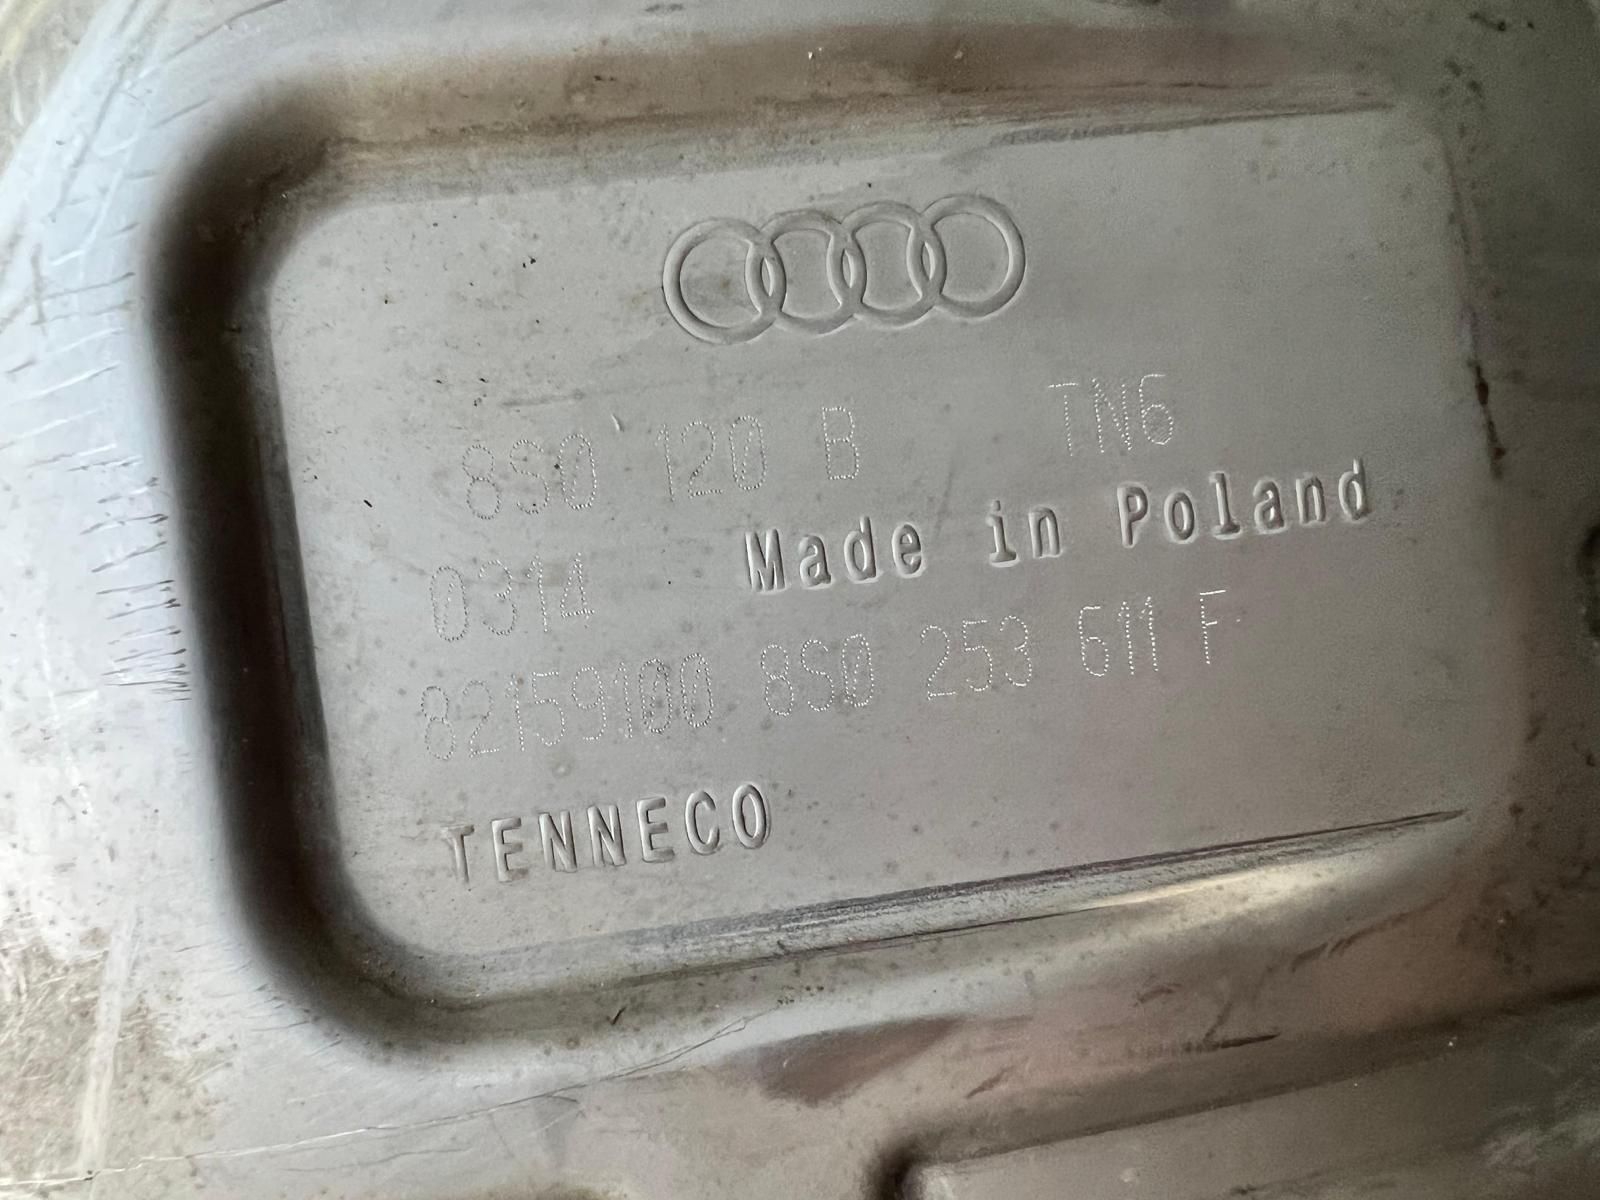 8S0 120 B TN6
0314 Made in Poland
82159100 8S0 253 611 F
TENNECO